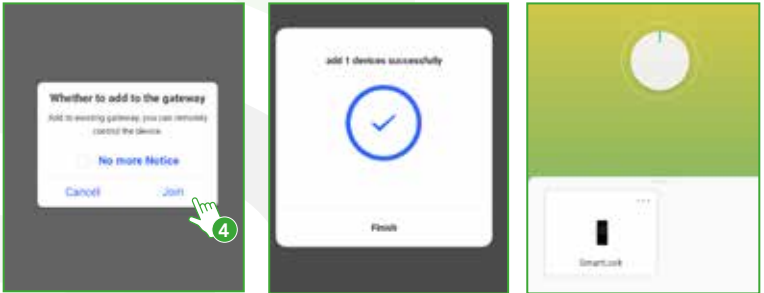 Whether to add to the gateway
Add to existing gateway, you can remotely
control the device.
No more Notice
Cancel
Join
4
add 1 devices successfully
Finish
SmartLock